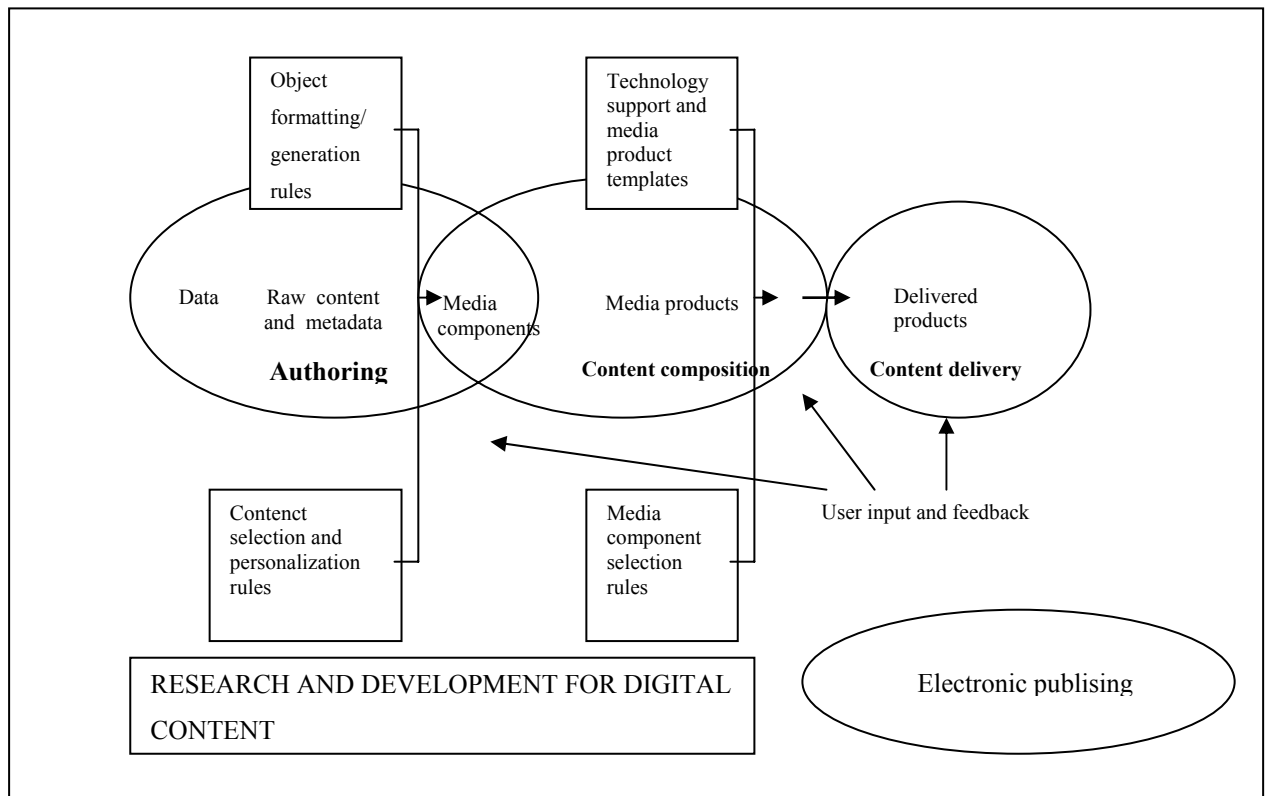 Object
formatting/
generation
rules
Technology
support and
media
product
templates
Data
Raw content
and metadata
Media
components
Media products
Delivered
products
Authoring
Content composition
Content delivery
Contenct
selection and
personalization
rules
Media
component
selection
rules
User input and feedback
RESEARCH AND DEVELOPMENT FOR DIGITAL
CONTENT
Electronic publising